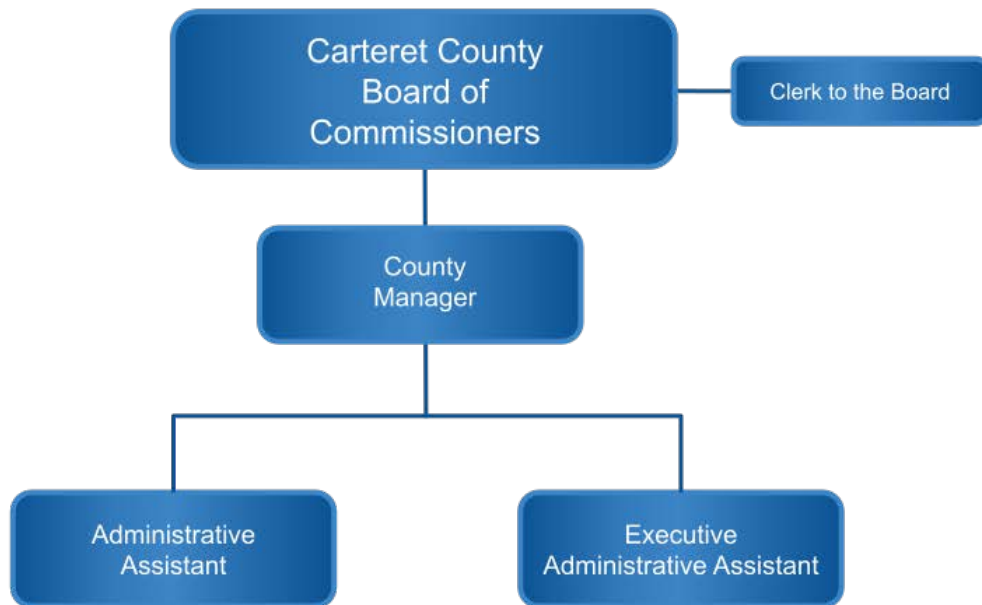 Carteret County
Board of
Commissioners
Clerk to the Board
County
Manager
Administrative
Assistant
Executive
Administrative Assistant